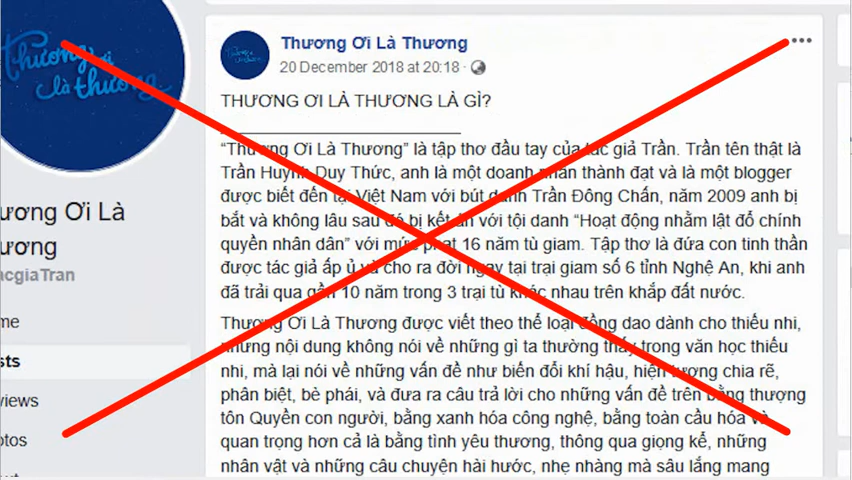 Thương ơi
là thương
Thương Ơi Là Thương
20 December 2018 at 20:18 ·
THƯƠNG ƠI LÀ THƯƠNG LÀ GÌ?
“Thương Ơi Là Thương” là tập thơ đầu tay của tác giả Trần. Trần tên thật là
Trần Huỳnh Duy Thức, anh là một doanh nhân thành đạt và là một blogger
được biết đến tại Việt Nam với bút danh Trần Đông Chấn, năm 2009 anh bị
bắt và không lâu sau đó bị kết án với tội danh “Hoạt động nhằm lật đổ chính
quyền nhân dân” với mức phạt 16 năm tù giam. Tập thơ là đứa con tinh thần
được tác giả ấp ủ và cho ra đời ngay tại trại giam số 6 tỉnh Nghệ An, khi anh
đã trải qua gần 10 năm trong 3 trại tù khác nhau trên khắp đất nước.
Thương Ơi Là Thương được viết theo thể loại đồng dao dành cho thiếu nhi,
nhưng nội dung không nói về những gì ta thường thấy trong văn học thiếu
nhi, mà lại nói về những vấn đề như biến đổi khí hậu, hiện tượng chia rẽ,
phân biệt, bè phái, và đưa ra câu trả lời cho những vấn đề trên bằng thượng
tôn Quyền con người, bằng xanh hóa công nghệ, bằng toàn cầu hóa và
quan trọng hơn cả là bằng tình yêu thương, thông qua giọng kể, những
nhân vật và những câu chuyện hài hước, nhẹ nhàng mà sâu lắng mang
ương Ơi Là
ương
acgiaTran
me
sts
views
otos